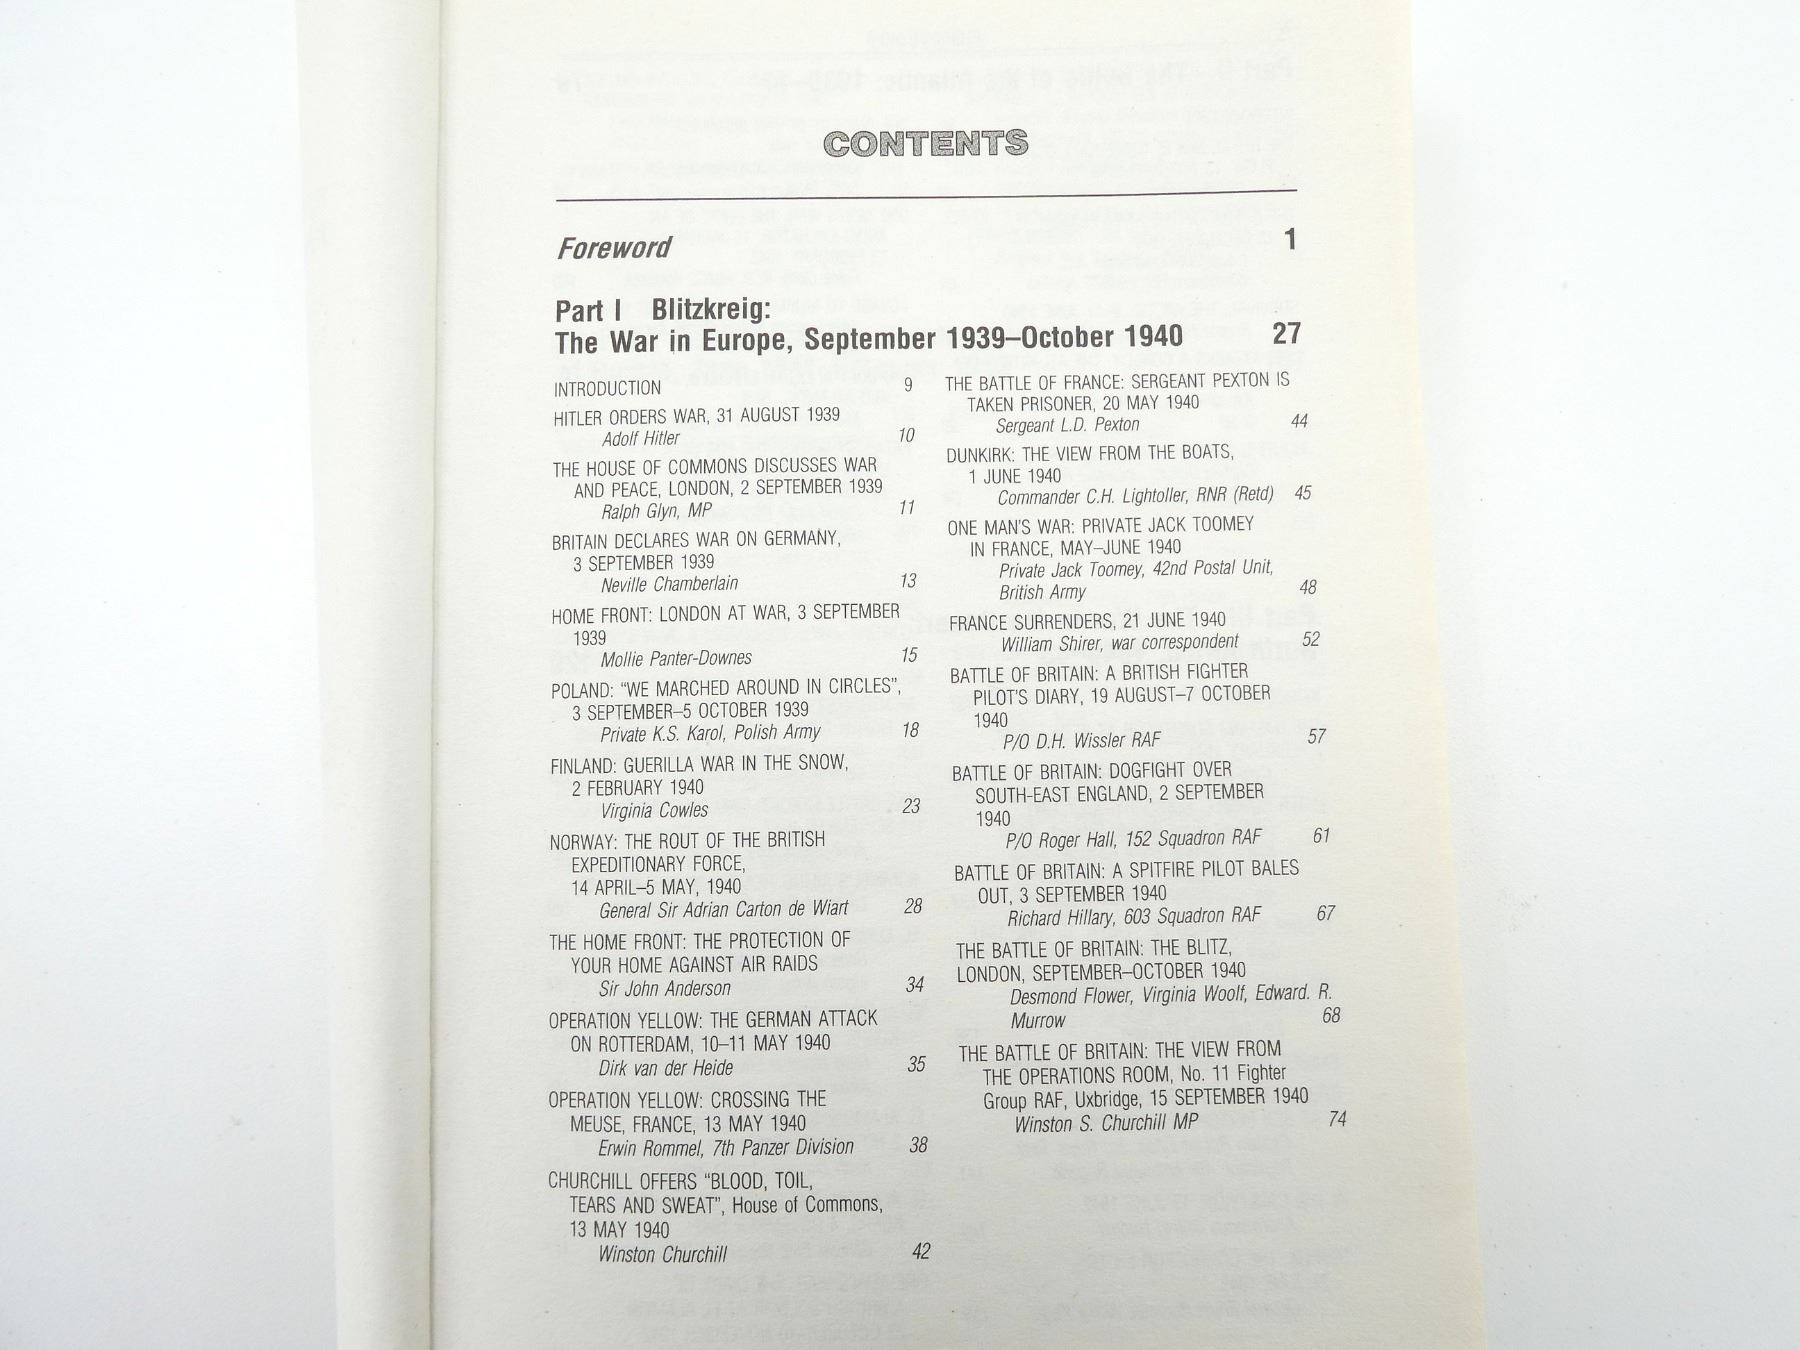 CONTENTS
Foreword 1
Part I Blitzkreig:
The War in Europe, September 1939–October 1940 27
INTRODUCTION 9
HITLER ORDERS WAR, 31 AUGUST 1939
Adolf Hitler 10
THE HOUSE OF COMMONS DISCUSSES WAR
AND PEACE, LONDON, 2 SEPTEMBER 1939
Ralph Glyn, MP 11
BRITAIN DECLARES WAR ON GERMANY,
3 SEPTEMBER 1939
Neville Chamberlain 13
HOME FRONT: LONDON AT WAR, 3 SEPTEMBER
1939
Mollie Panter-Downes 15
POLAND: “WE MARCHED AROUND IN CIRCLES”,
3 SEPTEMBER–5 OCTOBER 1939
Private K.S. Karol, Polish Army 18
FINLAND: GUERILLA WAR IN THE SNOW,
2 FEBRUARY 1940
Virginia Cowles 23
NORWAY: THE ROUT OF THE BRITISH
EXPEDITIONARY FORCE,
14 APRIL–5 MAY, 1940
General Sir Adrian Carton de Wiart 28
THE HOME FRONT: THE PROTECTION OF
YOUR HOME AGAINST AIR RAIDS
Sir John Anderson 34
OPERATION YELLOW: THE GERMAN ATTACK
ON ROTTERDAM, 10–11 MAY 1940
Dirk van der Heide 35
OPERATION YELLOW: CROSSING THE
MEUSE, FRANCE, 13 MAY 1940
Erwin Rommel, 7th Panzer Division 38
CHURCHILL OFFERS “BLOOD, TOIL,
TEARS AND SWEAT”, House of Commons,
13 MAY 1940
Winston Churchill 42
THE BATTLE OF FRANCE: SERGEANT PEXTON IS
TAKEN PRISONER, 20 MAY 1940
Sergeant L.D. Pexton 44
DUNKIRK: THE VIEW FROM THE BOATS,
1 JUNE 1940
Commander C.H. Lightoller, RNR (Retd) 45
ONE MAN'S WAR: PRIVATE JACK TOOMEY
IN FRANCE, MAY–JUNE 1940
Private Jack Toomey, 42nd Postal Unit,
British Army 48
FRANCE SURRENDERS, 21 JUNE 1940
William Shirer, war correspondent 52
BATTLE OF BRITAIN: A BRITISH FIGHTER
PILOT'S DIARY, 19 AUGUST–7 OCTOBER
1940
P/O D.H. Wissler RAF 57
BATTLE OF BRITAIN: DOGFIGHT OVER
SOUTH-EAST ENGLAND, 2 SEPTEMBER
1940
P/O Roger Hall, 152 Squadron RAF 61
BATTLE OF BRITAIN: A SPITFIRE PILOT BALES
OUT, 3 SEPTEMBER 1940
Richard Hillary, 603 Squadron RAF 67
THE BATTLE OF BRITAIN: THE BLITZ,
LONDON, SEPTEMBER–OCTOBER 1940
Desmond Flower, Virginia Woolf, Edward. R.
Murrow 68
THE BATTLE OF BRITAIN: THE VIEW FROM
THE OPERATIONS ROOM, No. 11 Fighter
Group RAF, Uxbridge, 15 SEPTEMBER 1940
Winston S. Churchill MP 74